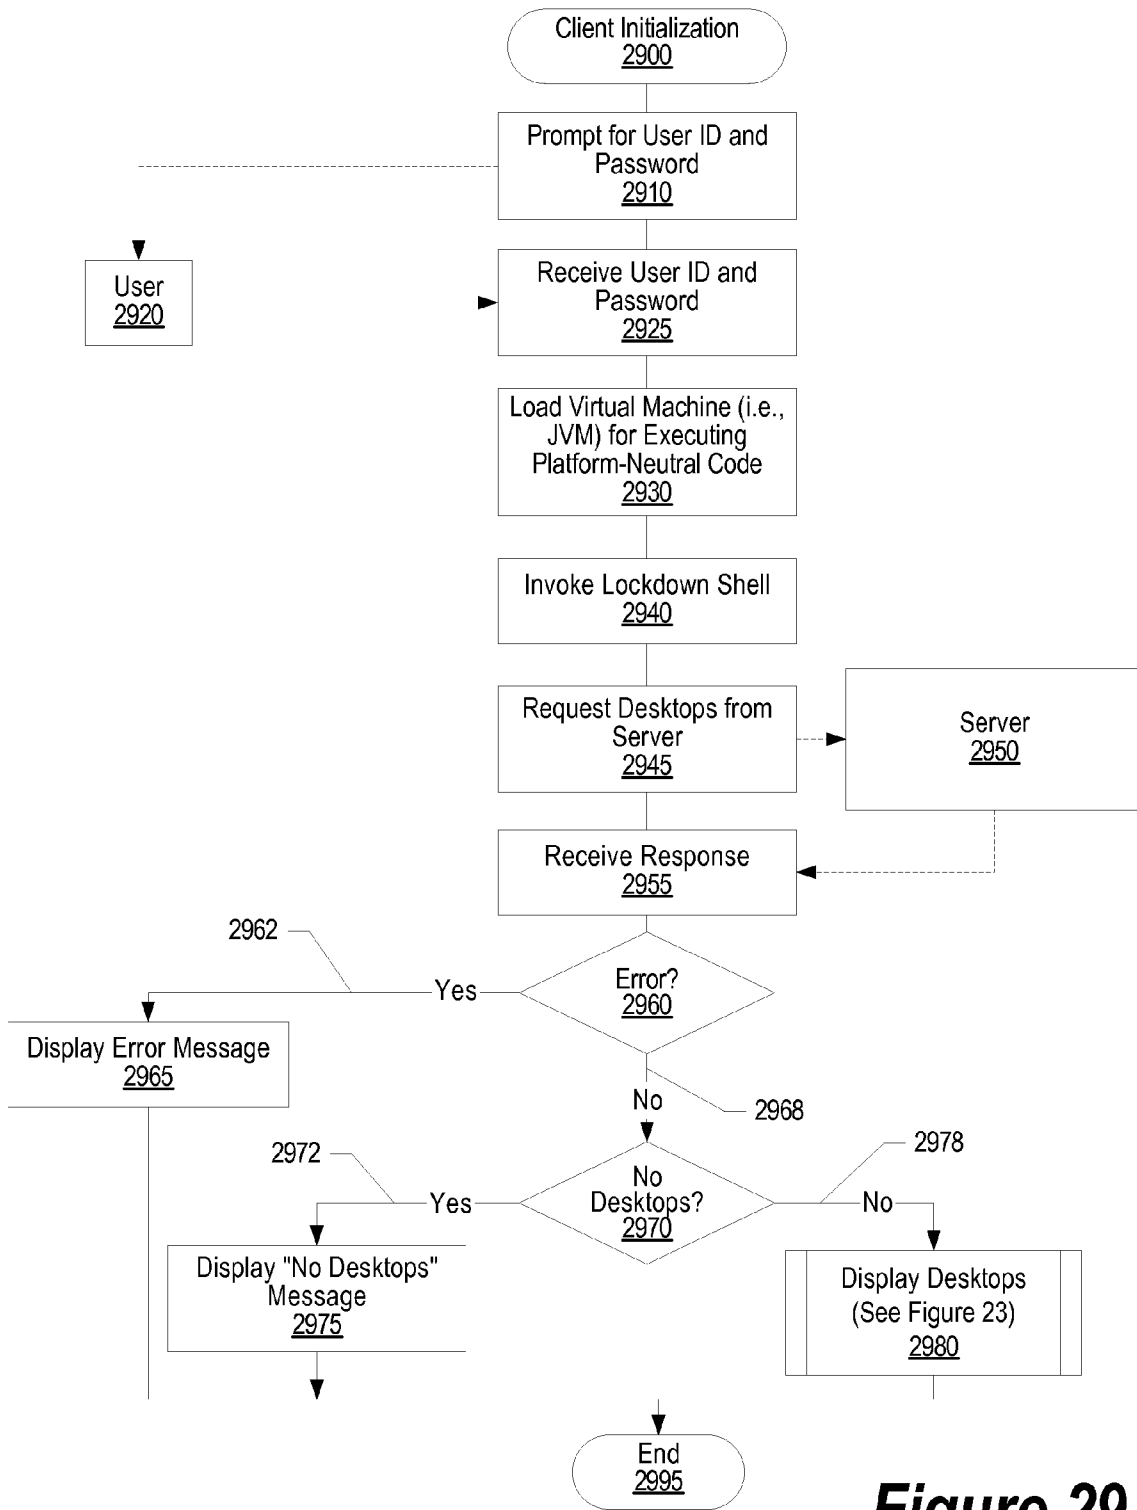 Client Initialization
2900
Prompt for User ID and
Password
2910
User
2920
Receive User ID and
Password
2925
Load Virtual Machine (i.e.,
JVM) for Executing
Platform-Neutral Code
2930
Invoke Lockdown Shell
2940
Request Desktops from
Server
2945
Server
2950
Receive Response
2955
2962
Yes
Error?
2960
Display Error Message
2965
No
2968
2972
Yes
No
Desktops?
2970
2978
No
Display "No Desktops"
Message
2975
Display Desktops
(See Figure 23)
2980
End
2995
Figure 29